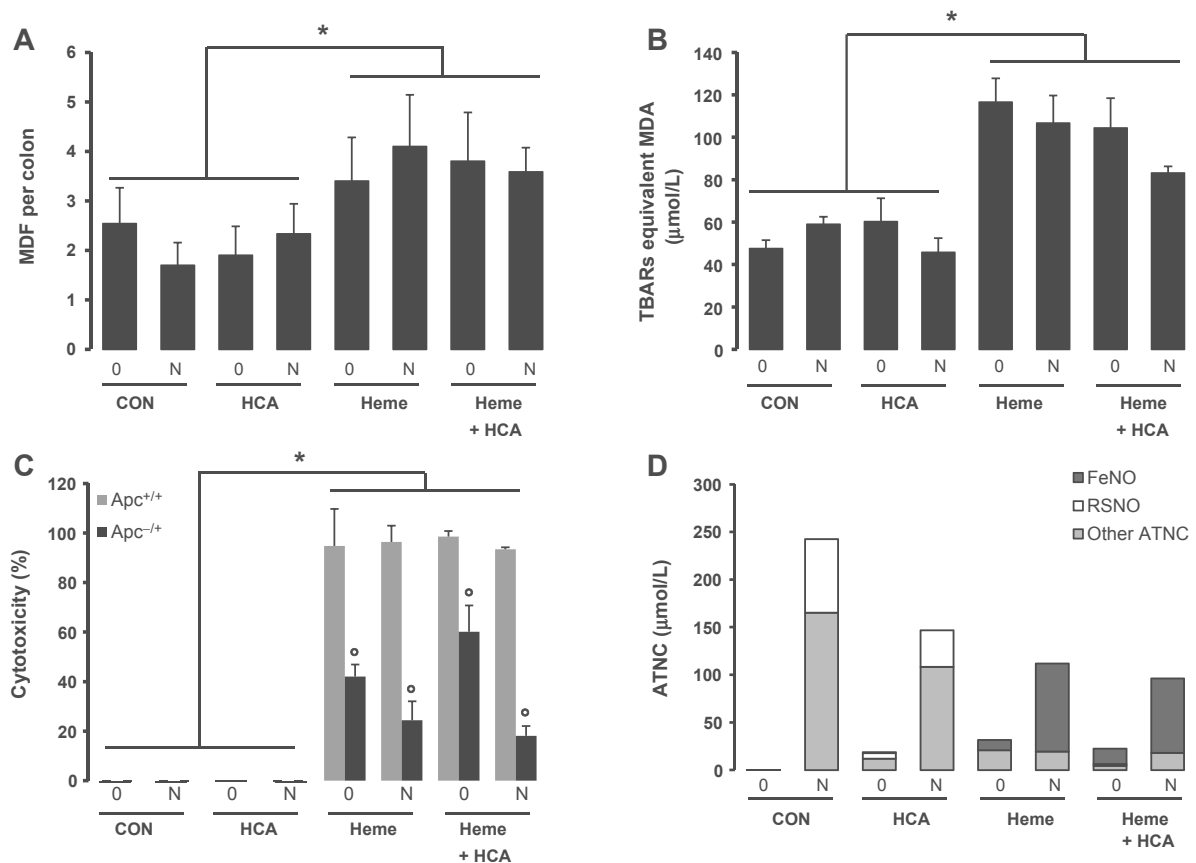 A
*
MDF per colon
6
5
4
3
2
1
0
0 N 0 N 0 N 0 N
CON HCA Heme Heme
+ HCA
B
*
TBARs equivalent MDA
(μmol/L)
140
120
100
80
60
40
20
0
0 N 0 N 0 N 0 N
CON HCA Heme Heme
+ HCA
C
*
Cytotoxicity (%)
120
100
80
60
40
20
0
Apc+/+
Apc–/+
0 N 0 N 0 N 0 N
CON HCA Heme Heme
+ HCA
D
ATNC (μmol/L)
300
250
200
150
100
50
0
FeNO
RSNO
Other ATNC
0 N 0 N 0 N 0 N
CON HCA Heme Heme
+ HCA